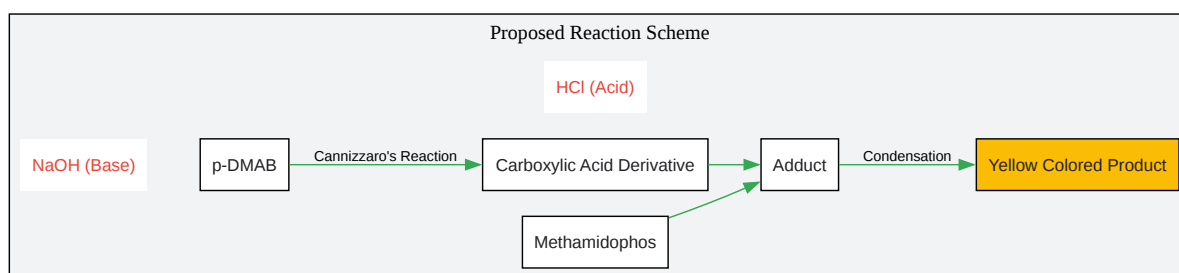 Proposed Reaction Scheme
HCl (Acid)
NaOH (Base)
p-DMAB
Cannizzaro's Reaction
Carboxylic Acid Derivative
Adduct
Condensation
Yellow Colored Product
Methamidophos